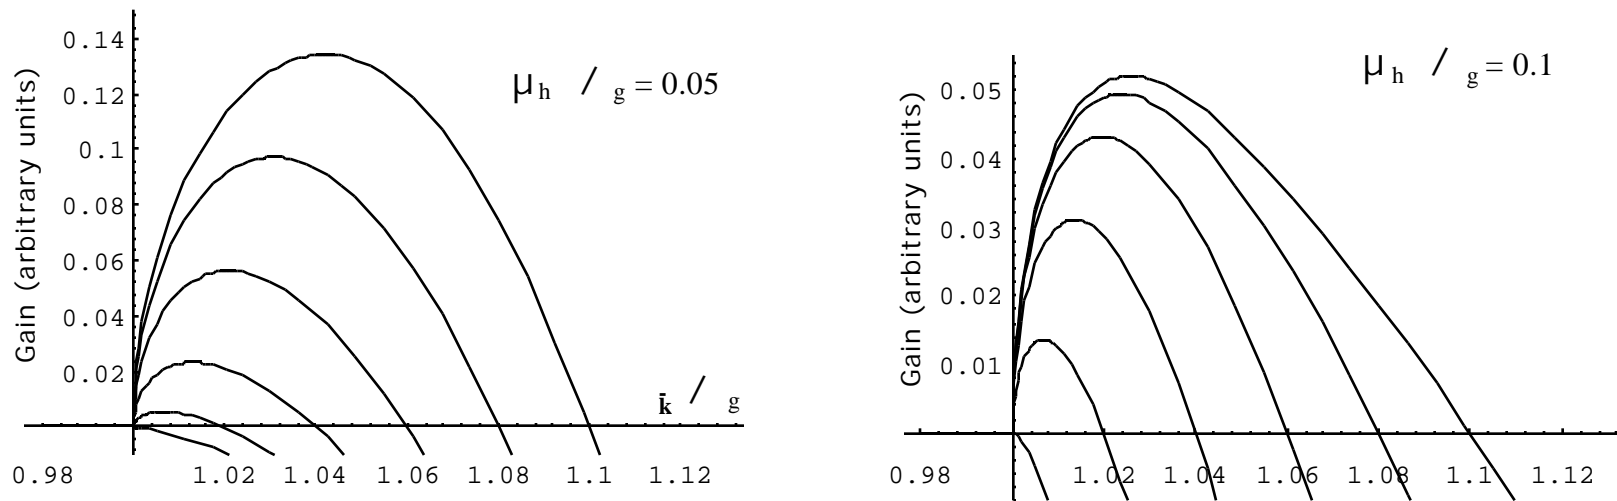 0.14
0.12
0.1
0.08
0.06
0.04
0.02
Gain (arbitrary units)
μh / g = 0.05
k̄ / g
0.98 1.02 1.04 1.06 1.08 1.1 1.12
0.05
0.04
0.03
0.02
0.01
Gain (arbitrary units)
μh / g = 0.1
0.98 1.02 1.04 1.06 1.08 1.1 1.12